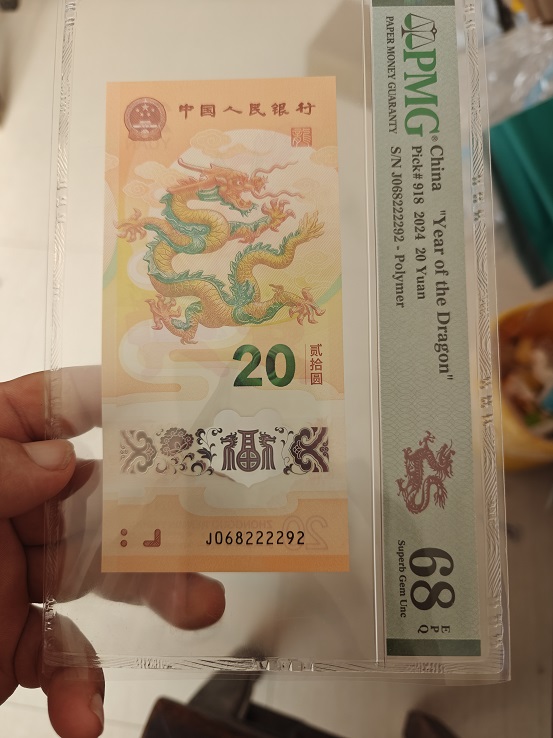 中国人民银行
20
贰拾圆
福
J068222292
PMG
PAPER MONEY GUARANTY
China "Year of the Dragon"
Pick# 918 2024 20 Yuan
S/N J068222292 - Polymer
68
EPQ
Superb Gem Unc